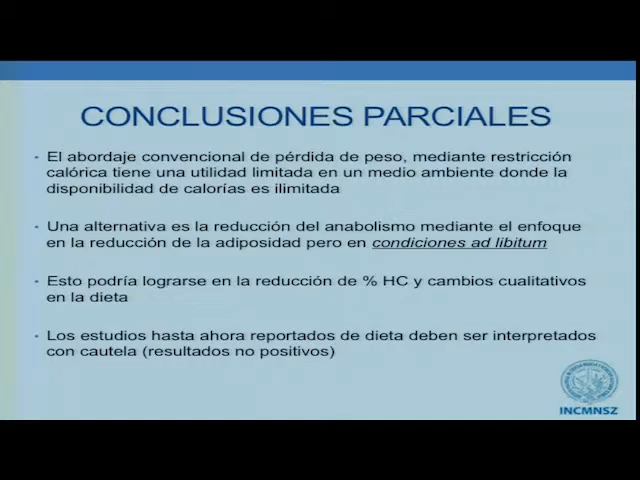 CONCLUSIONES PARCIALES
• El abordaje convencional de pérdida de peso, mediante restricción
calórica tiene una utilidad limitada en un medio ambiente donde la
disponibilidad de calorías es ilimitada
• Una alternativa es la reducción del anabolismo mediante el enfoque
en la reducción de la adiposidad pero en condiciones ad libitum
• Esto podría lograrse en la reducción de % HC y cambios cualitativos
en la dieta
• Los estudios hasta ahora reportados de dieta deben ser interpretados
con cautela (resultados no positivos)
INCMNSZ